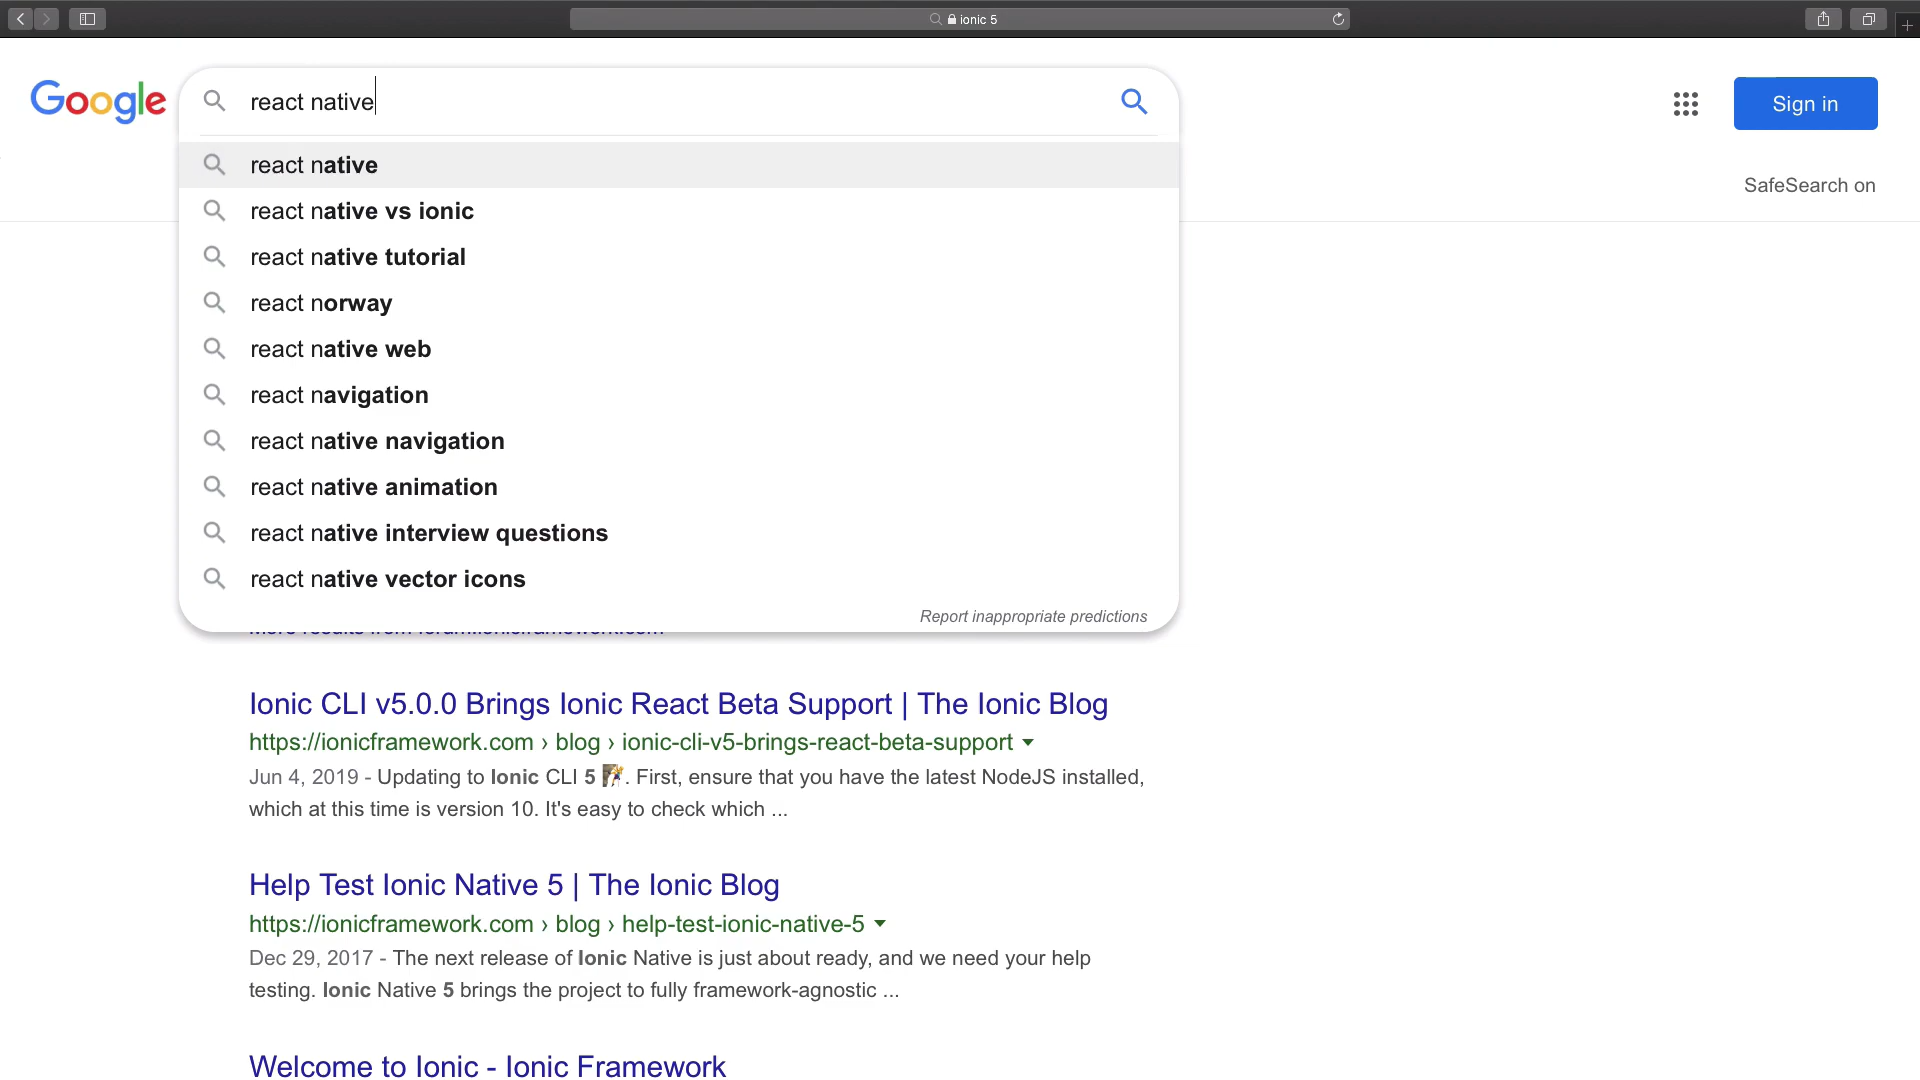 ionic 5
Google
react native
Sign in
react native
SafeSearch on
react native vs ionic
react native tutorial
react norway
react native web
react navigation
react native navigation
react native animation
react native interview questions
react native vector icons
Report inappropriate predictions
More results from forum.ionicframework.com
Ionic CLI v5.0.0 Brings Ionic React Beta Support | The Ionic Blog
https://ionicframework.com › blog › ionic-cli-v5-brings-react-beta-support
Jun 4, 2019 - Updating to Ionic CLI 5 . First, ensure that you have the latest NodeJS installed,
which at this time is version 10. It's easy to check which ...
Help Test Ionic Native 5 | The Ionic Blog
https://ionicframework.com › blog › help-test-ionic-native-5
Dec 29, 2017 - The next release of Ionic Native is just about ready, and we need your help
testing. Ionic Native 5 brings the project to fully framework-agnostic ...
Welcome to Ionic - Ionic Framework